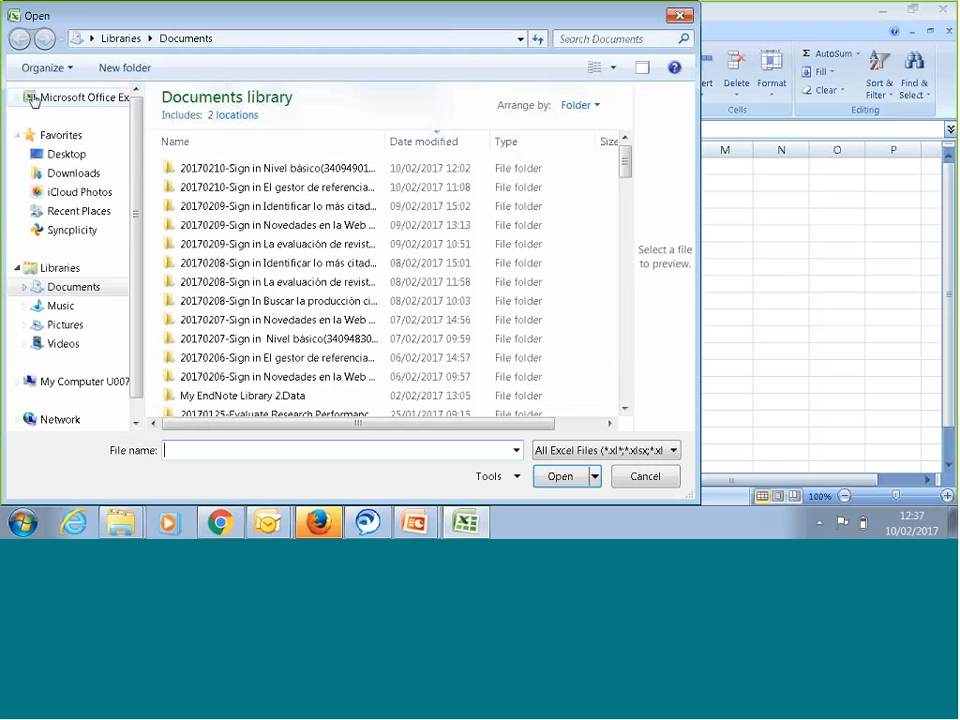 Open
Libraries Documents
Search Documents
Organize New folder
Microsoft Office Ex
Favorites
Desktop
Downloads
iCloud Photos
Recent Places
Syncplicity
Libraries
Documents
Music
Pictures
Videos
My Computer U007
Network
Documents library
Includes: 2 locations
Arrange by: Folder
Name Date modified Type Size
20170210-Sign in Nivel básico(34094901... 10/02/2017 12:02 File folder
20170210-Sign in El gestor de referencia... 10/02/2017 11:08 File folder
20170209-Sign in Identificar lo más citad... 09/02/2017 15:02 File folder
20170209-Sign in Novedades en la Web ... 09/02/2017 13:13 File folder
20170209-Sign in La evaluación de revist... 09/02/2017 10:51 File folder
20170208-Sign in Identificar lo más citad... 08/02/2017 15:01 File folder
20170208-Sign in La evaluación de revist... 08/02/2017 11:58 File folder
20170208-Sign In Buscar la producción ci... 08/02/2017 10:03 File folder
20170207-Sign in Novedades en la Web ... 07/02/2017 14:56 File folder
20170207-Sign in Nivel básico(34094830... 07/02/2017 09:59 File folder
20170206-Sign in El gestor de referencia... 06/02/2017 14:57 File folder
20170206-Sign in Novedades en la Web ... 06/02/2017 09:57 File folder
My EndNote Library 2.Data 02/02/2017 13:05 File folder
20170125-Evaluate Research Performanc... 25/01/2017 09:15 File folder
Select a file
to preview.
File name:
All Excel Files (*.xl*;*.xlsx;*.xl
Tools Open Cancel
Delete Format
Cells
AutoSum
Fill
Clear
Sort & Filter
Find & Select
Editing
M N O P
100%
12:37
10/02/2017